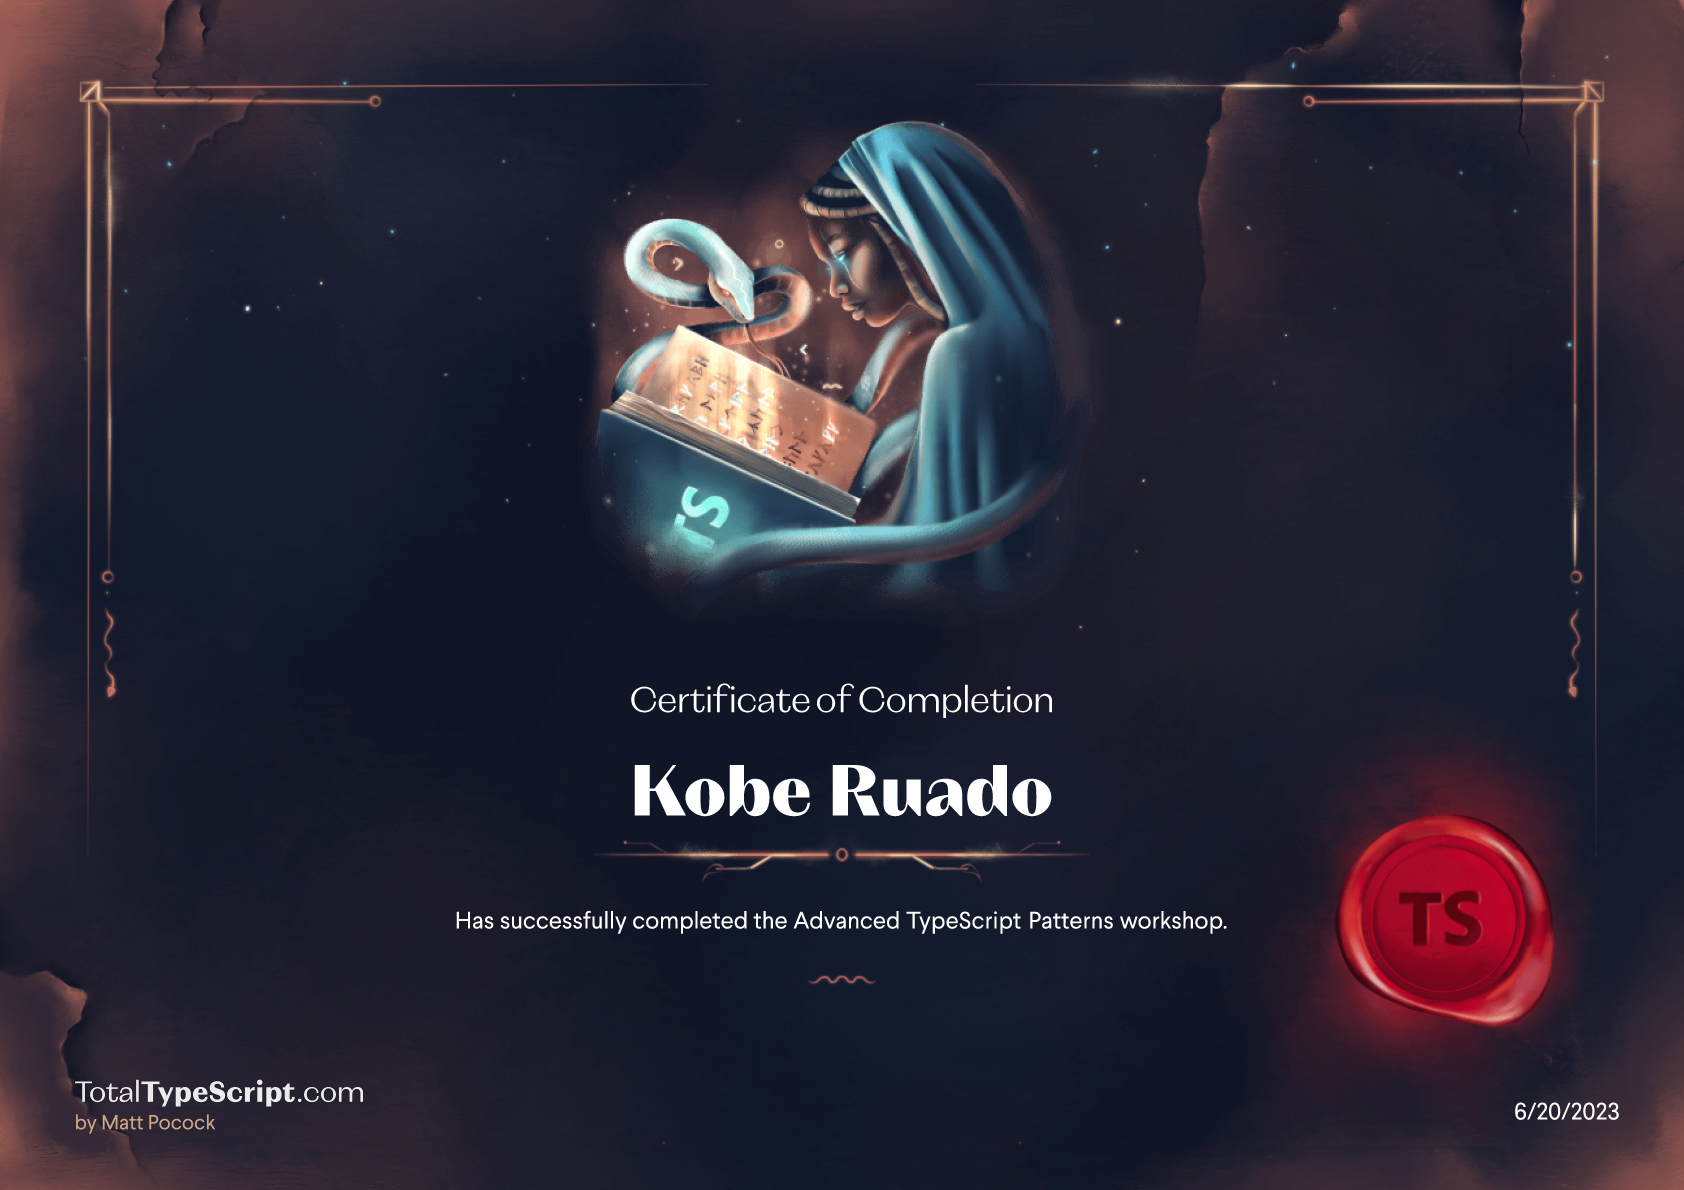 TS
Certificate of Completion
Kobe Ruado
Has successfully completed the Advanced TypeScript Patterns workshop.
TS
TotalTypeScript.com
by Matt Pocock
6/20/2023